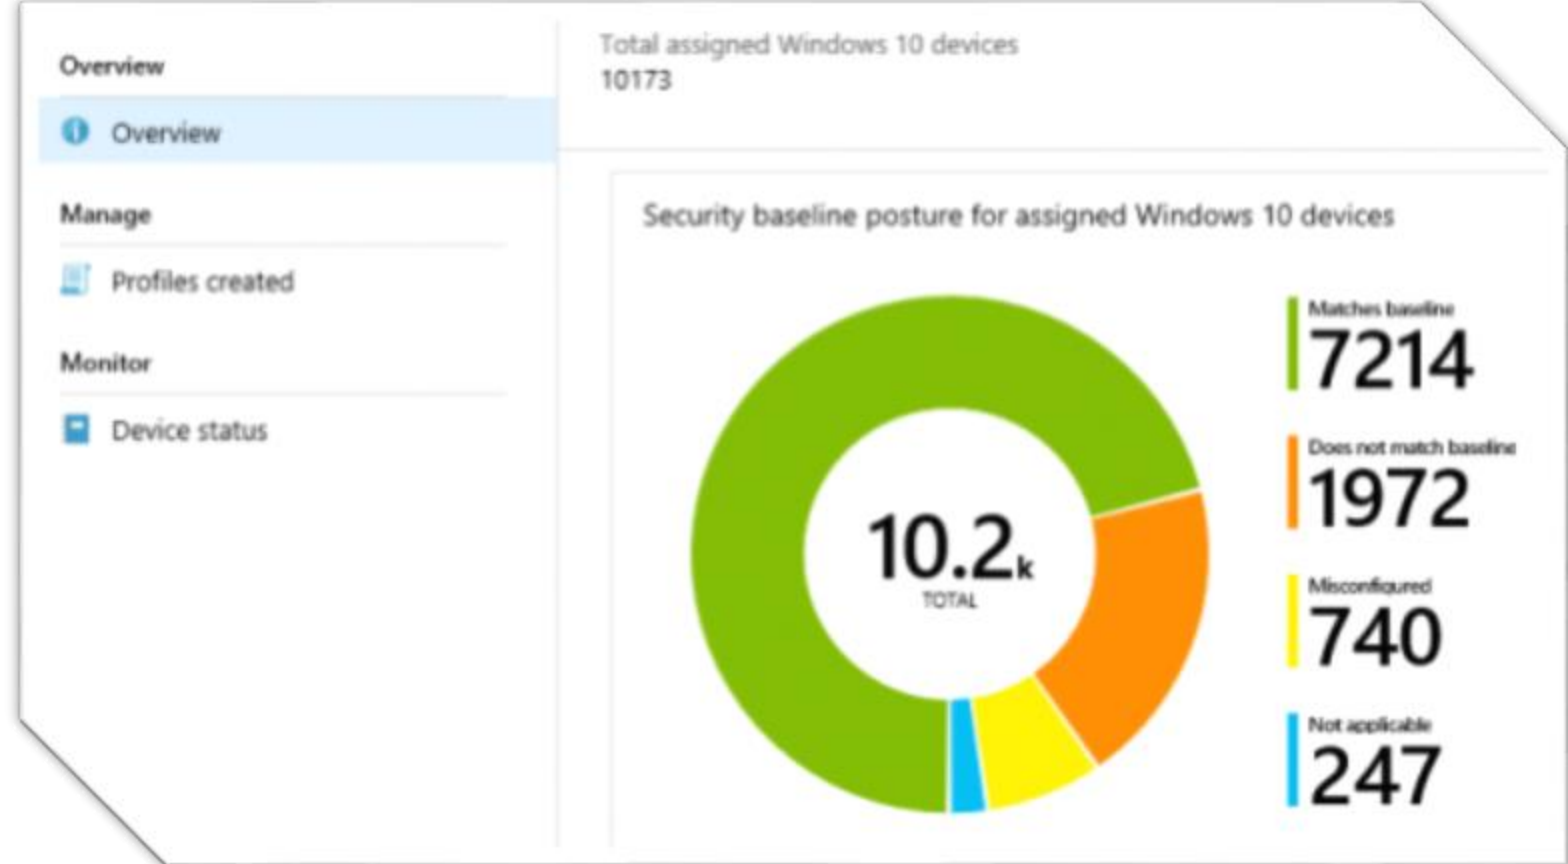 Overview
Overview
Manage
Profiles created
Monitor
Device status
Total assigned Windows 10 devices
10173
Security baseline posture for assigned Windows 10 devices
10.2k
TOTAL
Matches baseline
7214
Does not match baseline
1972
Misconfigured
740
Not applicable
247